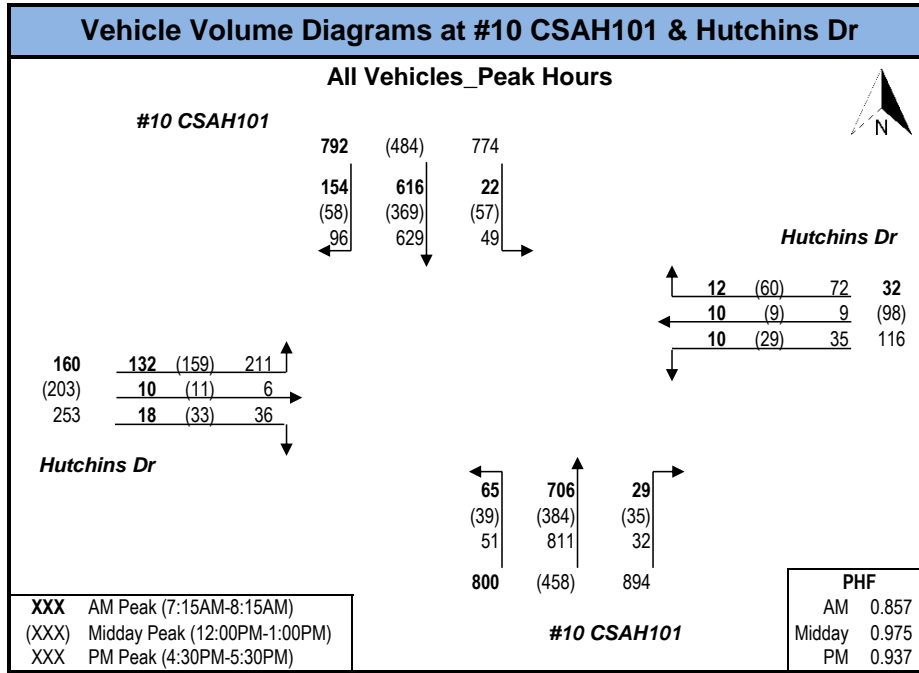 Vehicle Volume Diagrams at #10 CSAH101 & Hutchins Dr
All Vehicles_Peak Hours
N
#10 CSAH101
792 (484) 774
154 616 22
(58) (369) (57)
96 629 49
Hutchins Dr
12 (60) 72 32
10 (9) 9 (98)
10 (29) 35 116
160 132 (159) 211
(203) 10 (11) 6
253 18 (33) 36
Hutchins Dr
65 706 29
(39) (384) (35)
51 811 32
800 (458) 894
#10 CSAH101
XXX AM Peak (7:15AM-8:15AM)
(XXX) Midday Peak (12:00PM-1:00PM)
XXX PM Peak (4:30PM-5:30PM)
PHF
AM 0.857
Midday 0.975
PM 0.937